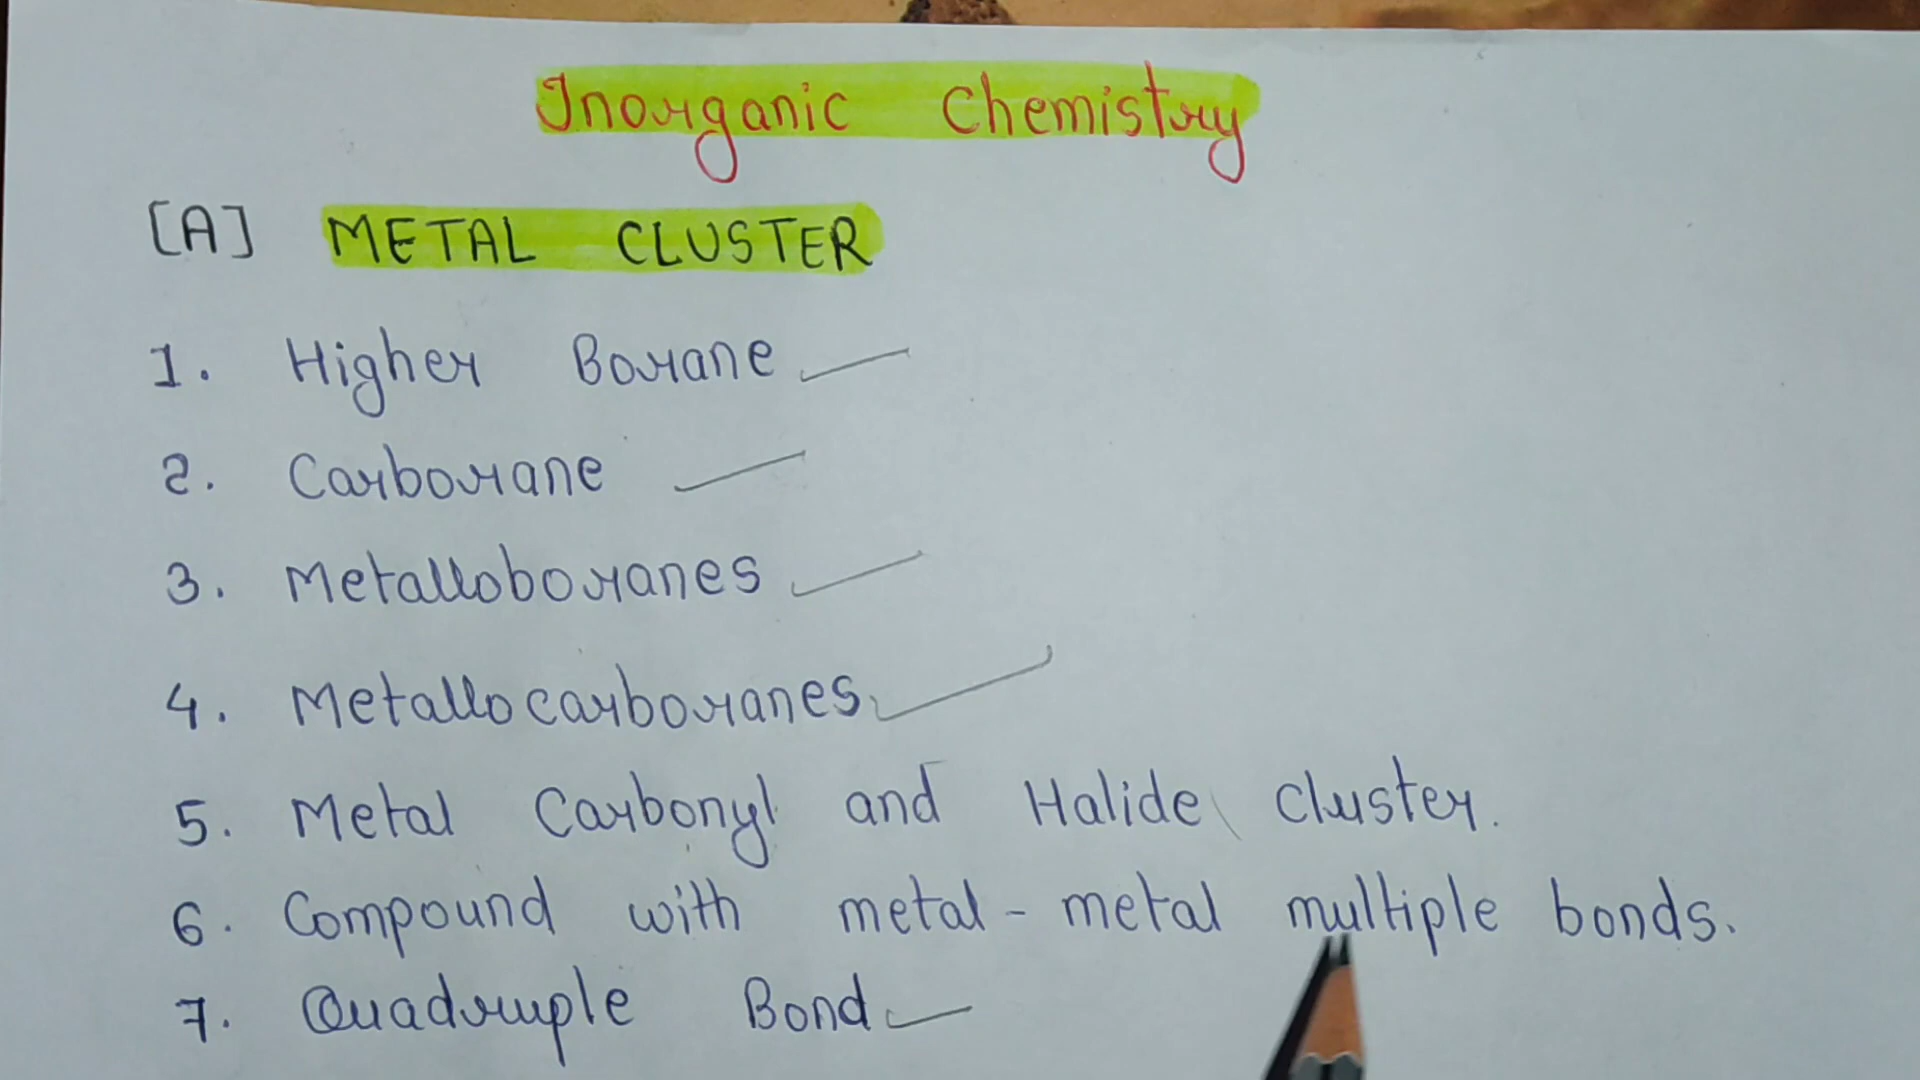 Inorganic Chemistry
[A] METAL CLUSTER
1. Higher Borane
2. Carborane
3. Metalloboranes
4. Metallocarboranes.
5. Metal Carbonyl and Halide Cluster.
6. Compound with metal - metal multiple bonds.
7. Quadruple Bond